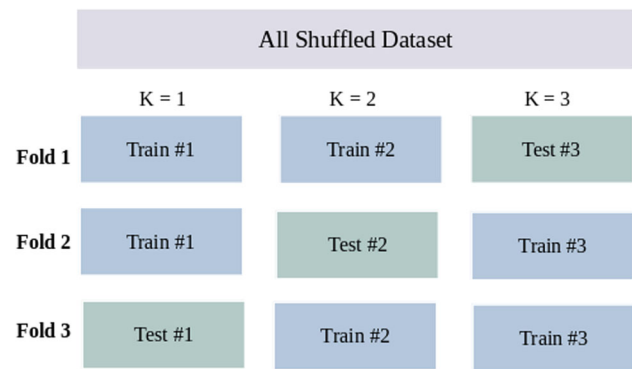 All Shuffled Dataset
K = 1 K = 2 K = 3
Fold 1 Train #1 Train #2 Test #3
Fold 2 Train #1 Test #2 Train #3
Fold 3 Test #1 Train #2 Train #3